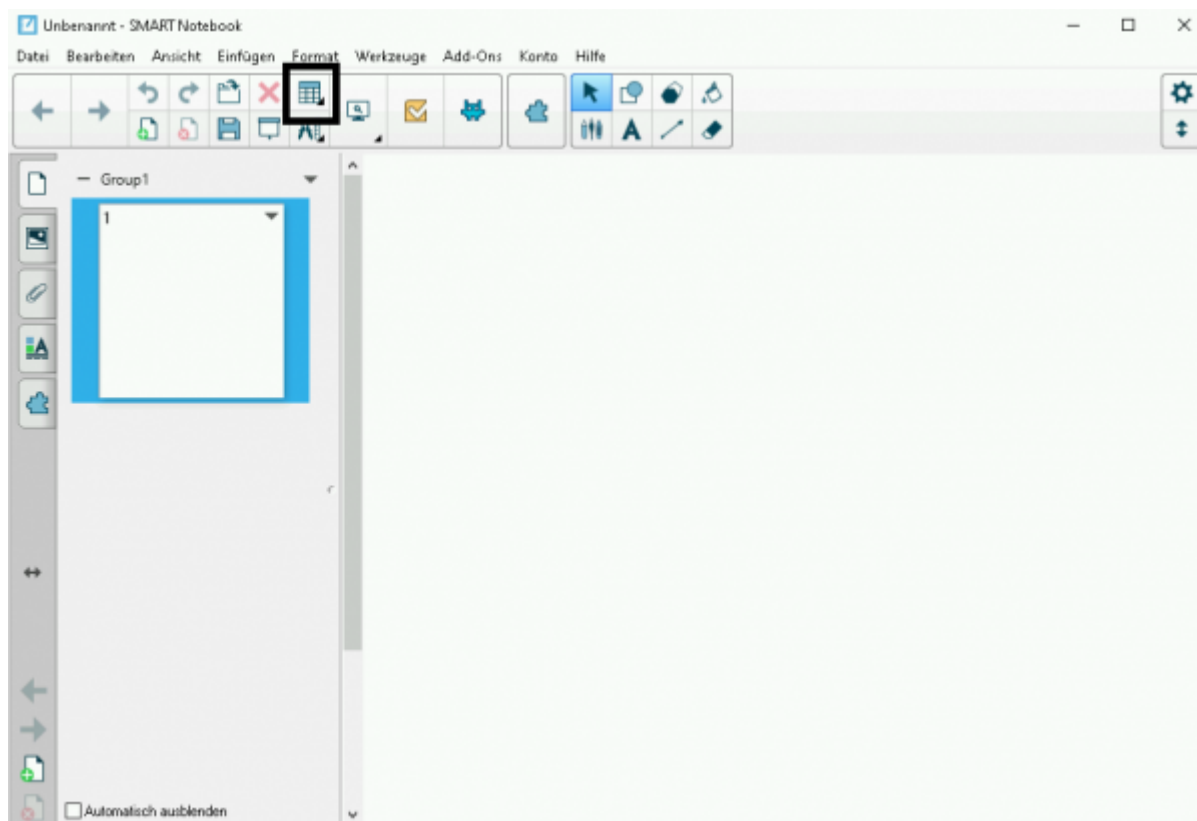 Unbenannt - SMART Notebook
Datei Bearbeiten Ansicht Einfügen Format Werkzeuge Add-Ons Konto Hilfe
Group1
1
Automatisch ausblenden